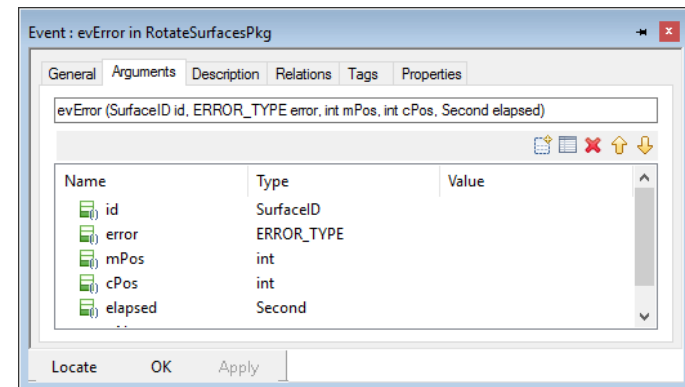 Event : evError in RotateSurfacesPkg
General Arguments Description Relations Tags Properties
evError (SurfaceID id, ERROR_TYPE error, int mPos, int cPos, Second elapsed)
Name Type Value
id SurfaceID
error ERROR_TYPE
mPos int
cPos int
elapsed Second
Locate OK Apply